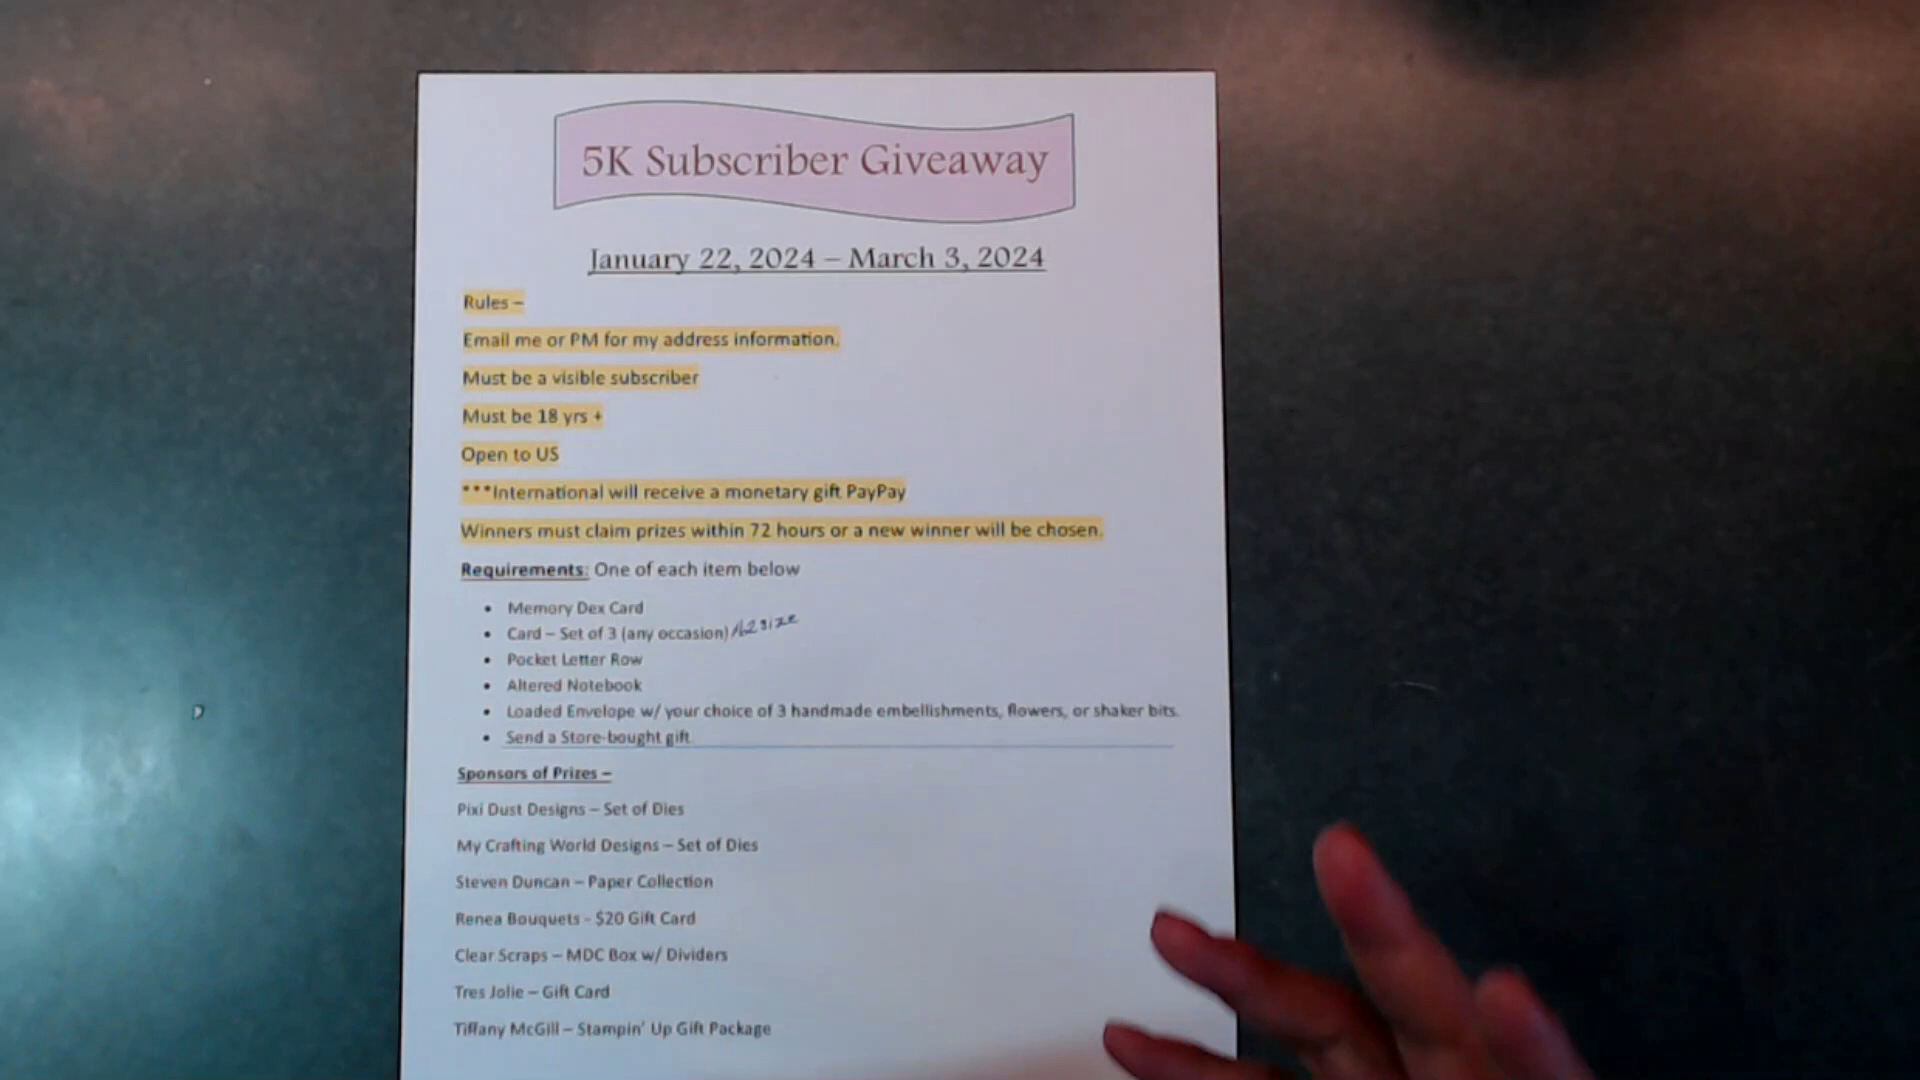 5K Subscriber Giveaway
January 22, 2024 – March 3, 2024
Rules –
Email me or PM for my address information.
Must be a visible subscriber
Must be 18 yrs +
Open to US
***International will receive a monetary gift PayPay
Winners must claim prizes within 72 hours or a new winner will be chosen.
Requirements: One of each item below
• Memory Dex Card
• Card – Set of 3 (any occasion) A2 size
• Pocket Letter Row
• Altered Notebook
• Loaded Envelope w/ your choice of 3 handmade embellishments, flowers, or shaker bits.
• Send a Store-bought gift
Sponsors of Prizes –
Pixi Dust Designs – Set of Dies
My Crafting World Designs – Set of Dies
Steven Duncan – Paper Collection
Renea Bouquets - $20 Gift Card
Clear Scraps – MDC Box w/ Dividers
Tres Jolie – Gift Card
Tiffany McGill – Stampin' Up Gift Package